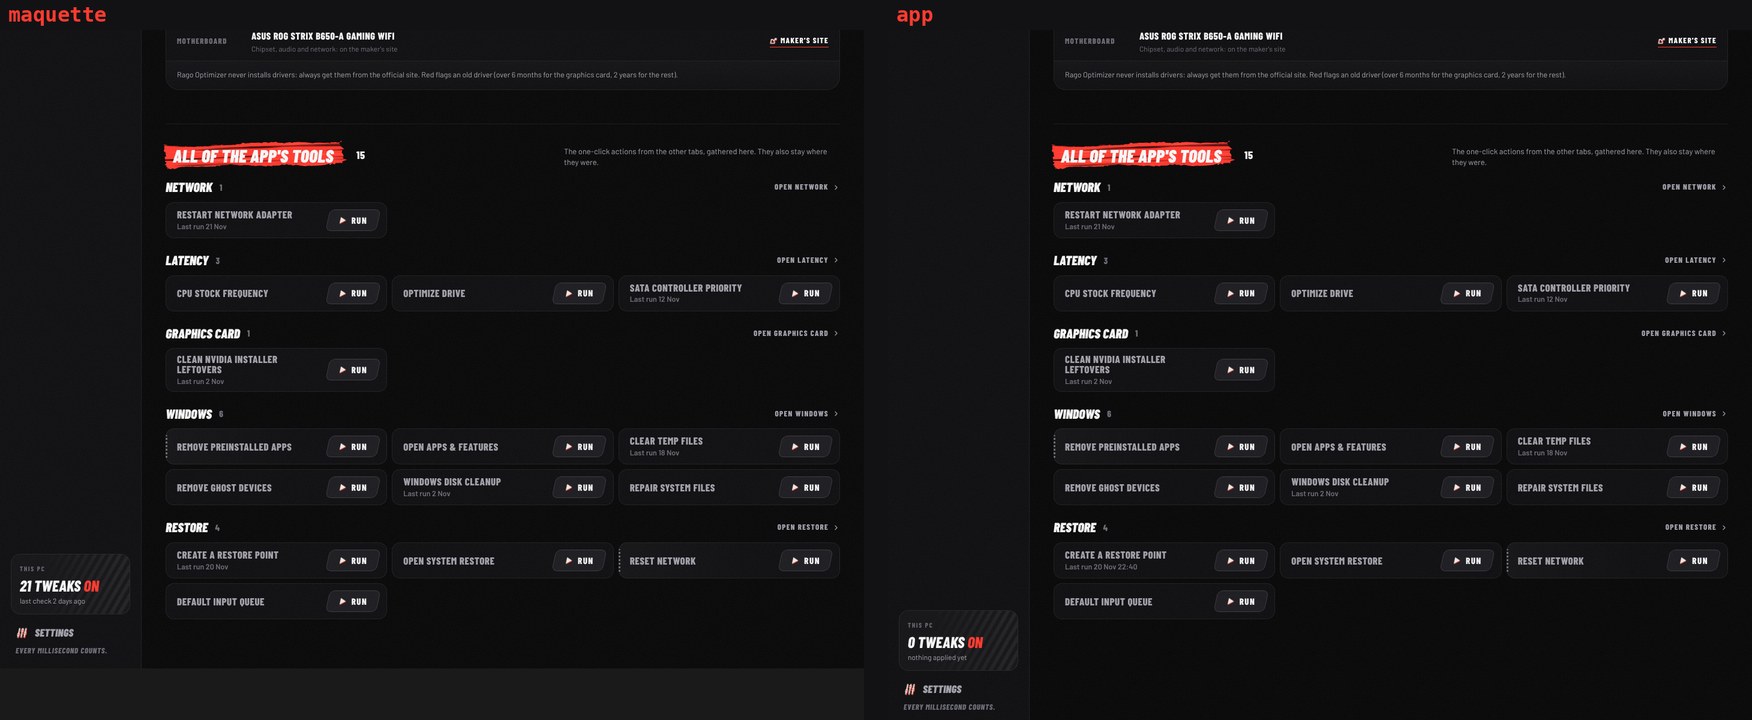 maquette
MOTHERBOARD
ASUS ROG STRIX B650-A GAMING WIFI
Chipset, audio and network: on the maker's site
MAKER'S SITE
Rago Optimizer never installs drivers: always get them from the official site. Red flags an old driver (over 6 months for the graphics card, 2 years for the rest).
ALL OF THE APP'S TOOLS 15
The one-click actions from the other tabs, gathered here. They also stay where
they were.
NETWORK 1
OPEN NETWORK >
RESTART NETWORK ADAPTER
Last run 21 Nov
RUN
LATENCY 3
OPEN LATENCY >
CPU STOCK FREQUENCY
RUN
OPTIMIZE DRIVE
RUN
SATA CONTROLLER PRIORITY
Last run 12 Nov
RUN
GRAPHICS CARD 1
OPEN GRAPHICS CARD >
CLEAN NVIDIA INSTALLER
LEFTOVERS
Last run 2 Nov
RUN
WINDOWS 6
OPEN WINDOWS >
REMOVE PREINSTALLED APPS
RUN
OPEN APPS & FEATURES
RUN
CLEAR TEMP FILES
Last run 18 Nov
RUN
REMOVE GHOST DEVICES
RUN
WINDOWS DISK CLEANUP
Last run 2 Nov
RUN
REPAIR SYSTEM FILES
RUN
RESTORE 4
OPEN RESTORE >
CREATE A RESTORE POINT
Last run 20 Nov
RUN
OPEN SYSTEM RESTORE
RUN
RESET NETWORK
RUN
DEFAULT INPUT QUEUE
RUN
THIS PC
21 TWEAKS ON
last check 2 days ago
SETTINGS
EVERY MILLISECOND COUNTS.
app
MOTHERBOARD
ASUS ROG STRIX B650-A GAMING WIFI
Chipset, audio and network: on the maker's site
MAKER'S SITE
Rago Optimizer never installs drivers: always get them from the official site. Red flags an old driver (over 6 months for the graphics card, 2 years for the rest).
ALL OF THE APP'S TOOLS 15
The one-click actions from the other tabs, gathered here. They also stay where
they were.
NETWORK 1
OPEN NETWORK >
RESTART NETWORK ADAPTER
Last run 21 Nov
RUN
LATENCY 3
OPEN LATENCY >
CPU STOCK FREQUENCY
RUN
OPTIMIZE DRIVE
RUN
SATA CONTROLLER PRIORITY
Last run 12 Nov
RUN
GRAPHICS CARD 1
OPEN GRAPHICS CARD >
CLEAN NVIDIA INSTALLER
LEFTOVERS
Last run 2 Nov
RUN
WINDOWS 6
OPEN WINDOWS >
REMOVE PREINSTALLED APPS
RUN
OPEN APPS & FEATURES
RUN
CLEAR TEMP FILES
Last run 18 Nov
RUN
REMOVE GHOST DEVICES
RUN
WINDOWS DISK CLEANUP
Last run 2 Nov
RUN
REPAIR SYSTEM FILES
RUN
RESTORE 4
OPEN RESTORE >
CREATE A RESTORE POINT
Last run 20 Nov 22:40
RUN
OPEN SYSTEM RESTORE
RUN
RESET NETWORK
RUN
DEFAULT INPUT QUEUE
RUN
THIS PC
0 TWEAKS ON
nothing applied yet
SETTINGS
EVERY MILLISECOND COUNTS.